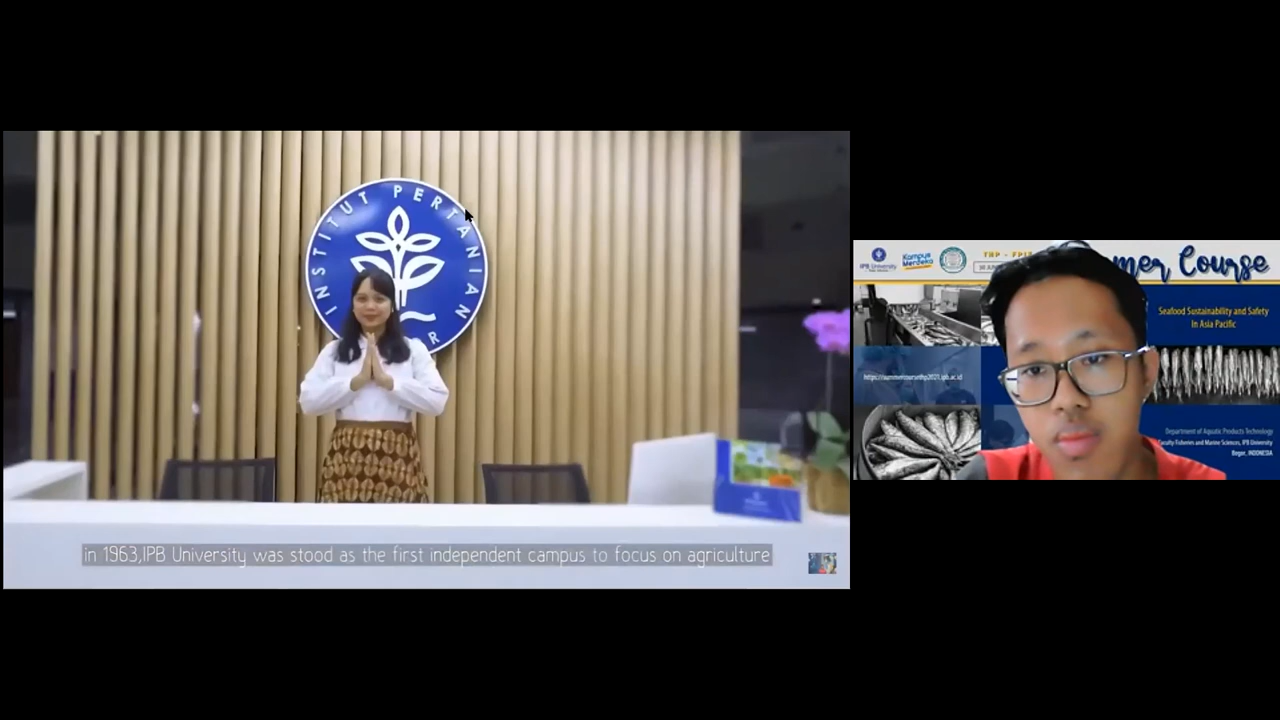 INSTITUT PERTANIAN
in 1963,IPB University was stood as the first independent campus to focus on agriculture
IPB University
Kampus
Merdeka
Course
Seafood Sustainability and Safety
In Asia Pacific
Department of Aquatic Products Technology
Faculty Fisheries and Marine Sciences, IPB University
Bogor, INDONESIA